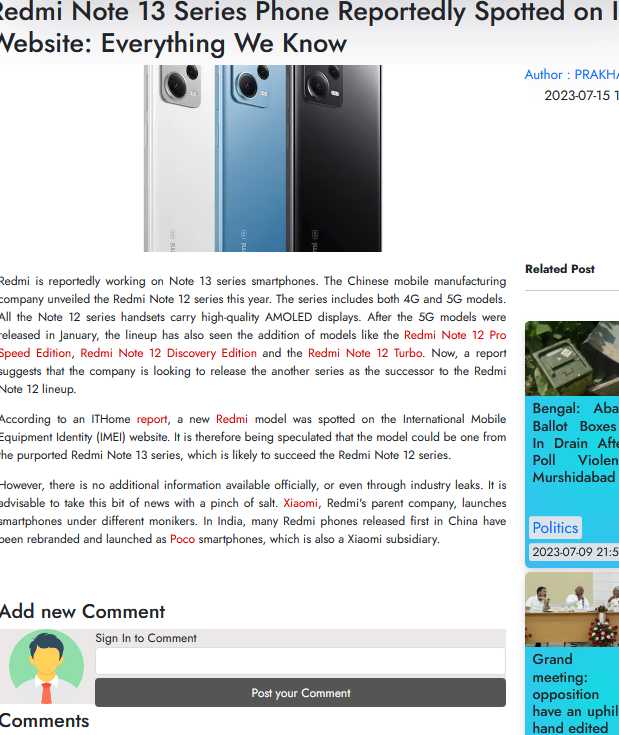 Redmi Note 13 Series Phone Reportedly Spotted on I
Website: Everything We Know
Author : PRAKHA
2023-07-15 1
Redmi is reportedly working on Note 13 series smartphones. The Chinese mobile manufacturing
company unveiled the Redmi Note 12 series this year. The series includes both 4G and 5G models.
All the Note 12 series handsets carry high-quality AMOLED displays. After the 5G models were
released in January, the lineup has also seen the addition of models like the Redmi Note 12 Pro
Speed Edition, Redmi Note 12 Discovery Edition and the Redmi Note 12 Turbo. Now, a report
suggests that the company is looking to release the another series as the successor to the Redmi
Note 12 lineup.
According to an ITHome report, a new Redmi model was spotted on the International Mobile
Equipment Identity (IMEI) website. It is therefore being speculated that the model could be one from
the purported Redmi Note 13 series, which is likely to succeed the Redmi Note 12 series.
However, there is no additional information available officially, or even through industry leaks. It is
advisable to take this bit of news with a pinch of salt. Xiaomi, Redmi's parent company, launches
smartphones under different monikers. In India, many Redmi phones released first in China have
been rebranded and launched as Poco smartphones, which is also a Xiaomi subsidiary.
Add new Comment
Sign In to Comment
Post your Comment
Comments
Related Post
Bengal: Aba
Ballot Boxes
In Drain Afte
Poll Violen
Murshidabad
Politics
2023-07-09 21:5
Grand
meeting:
opposition
have an uphil
hand edited